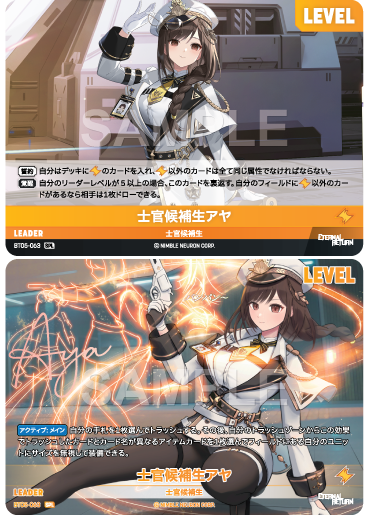 LEVEL
SAMPLE
誓約 自分はデッキに のカードを入れ、 以外のカードは全て同じ属性でなければならない。
覚醒 自分のリーダーレベルが5以上の場合、このカードを裏返す。自分のフィールドに 以外のカー
ドがあるなら相手は1枚ドローできる。
士官候補生アヤ
LEADER
士官候補生
BT05-063 SPL
© NIMBLE NEURON CORP.
ETERNAL RETURN
LEVEL
Aya
SAMPLE
アクティブ:メイン 自分の手札を1枚選んでトラッシュする。その後、自分のトラッシュゾーンからこの効果
でトラッシュしたカードとカード名が異なるアイテムカードを1枚選んでフィールドにある自分のユニッ
トにサイズを無視して装備できる。
士官候補生アヤ
LEADER
士官候補生
BT05-063 SPL
© NIMBLE NEURON CORP.
ETERNAL RETURN